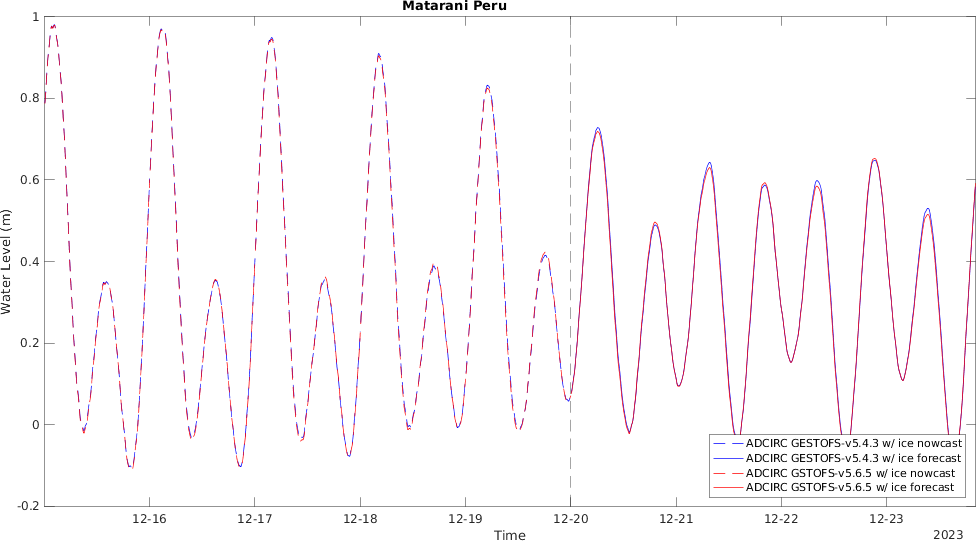 Matarani Peru
Water Level (m)
1
0.8
0.6
0.4
0.2
0
-0.2
12-16
12-17
12-18
12-19
12-20
12-21
12-22
12-23
Time
2023
ADCIRC GESTOFS-v5.4.3 w/ ice nowcast
ADCIRC GESTOFS-v5.4.3 w/ ice forecast
ADCIRC GSTOFS-v5.6.5 w/ ice nowcast
ADCIRC GSTOFS-v5.6.5 w/ ice forecast